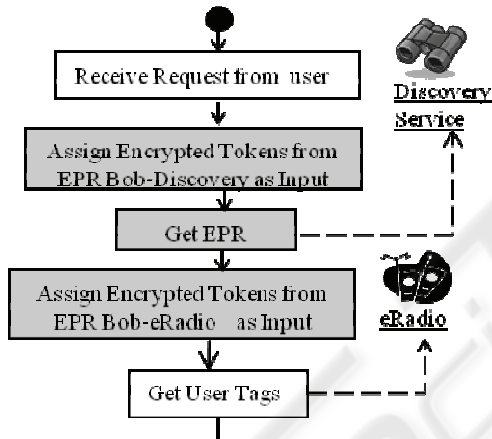 Receive Request from user
Discovery
Service
Assign Encrypted Tokens from
EPR Bob-Discovery as Input
Get EPR
Assign Encrypted Tokens from
EPR Bob-eRadio as Input
eRadio
Get User Tags